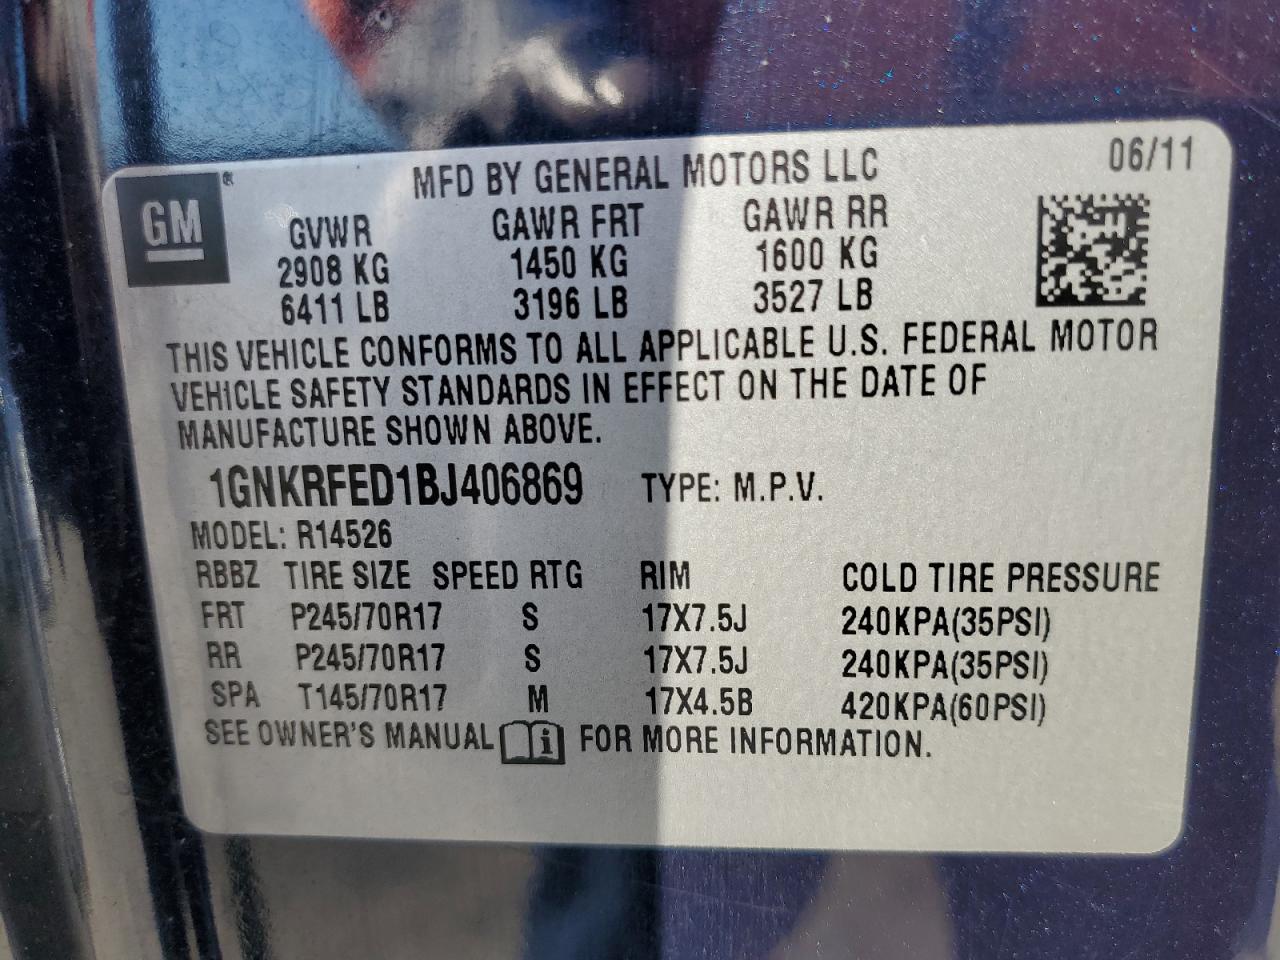 MFD BY GENERAL MOTORS LLC 06/11
GM®
GVWR GAWR FRT GAWR RR
2908 KG 1450 KG 1600 KG
6411 LB 3196 LB 3527 LB
THIS VEHICLE CONFORMS TO ALL APPLICABLE U.S. FEDERAL MOTOR
VEHICLE SAFETY STANDARDS IN EFFECT ON THE DATE OF
MANUFACTURE SHOWN ABOVE.
1GNKRFED1BJ406869 TYPE: M.P.V.
MODEL: R14526
RBBZ TIRE SIZE SPEED RTG RIM COLD TIRE PRESSURE
FRT P245/70R17 S 17X7.5J 240KPA(35PSI)
RR P245/70R17 S 17X7.5J 240KPA(35PSI)
SPA T145/70R17 M 17X4.5B 420KPA(60PSI)
SEE OWNER'S MANUAL i FOR MORE INFORMATION.